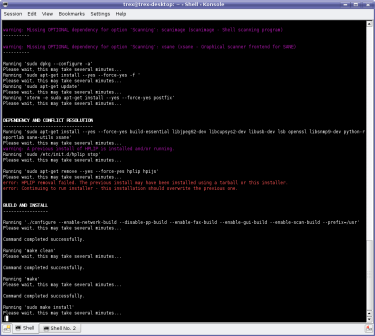 trex@trex-desktop: ~ - Shell - Konsole
Session Edit View Bookmarks Settings Help
warning: Missing OPTIONAL dependency for option 'Scanning': scanimage (scanimage - Shell scanning program)
----------
warning: Missing OPTIONAL dependency for option 'Scanning': xsane (xsane - Graphical scanner frontend for SANE)
----------
Running 'sudo dpkg --configure -a'
Please wait, this may take several minutes...
Running 'sudo apt-get install --yes --force-yes -f'
Please wait, this may take several minutes...
Running 'sudo apt-get update'
Please wait, this may take several minutes...
Running 'xterm -e sudo apt-get install --yes --force-yes postfix'
Please wait, this may take several minutes...
DEPENDENCY AND CONFLICT RESOLUTION
Running 'sudo apt-get install --yes --force-yes build-essential libjpeg62-dev libcupsys2-dev libusb-dev lsb openssl libsnmp9-dev python-r
eportlab sane-utils xsane'
Please wait, this may take several minutes...
warning: A previous version of HPLIP is installed and/or running.
Running 'sudo /etc/init.d/hplip stop'
Please wait, this may take several minutes...
Running 'sudo apt-get remove --yes --force-yes hplip hpijs'
Please wait, this may take several minutes...
error: HPLIP removal failed. The previous install may have been installed using a tarball or this installer
error: Continuing to run installer - this installation should overwrite the previous one.
BUILD AND INSTALL
-----------------
Running './configure --enable-network-build --disable-pp-build --enable-fax-build --enable-gui-build --enable-scan-build --prefix=/usr'
Please wait, this may take several minutes...
Command completed successfully.
Running 'make clean'
Please wait, this may take several minutes...
Command completed successfully.
Running 'make'
Please wait, this may take several minutes...
Command completed successfully.
Running 'sudo make install'
Please wait, this may take several minutes...
Shell Shell No. 2